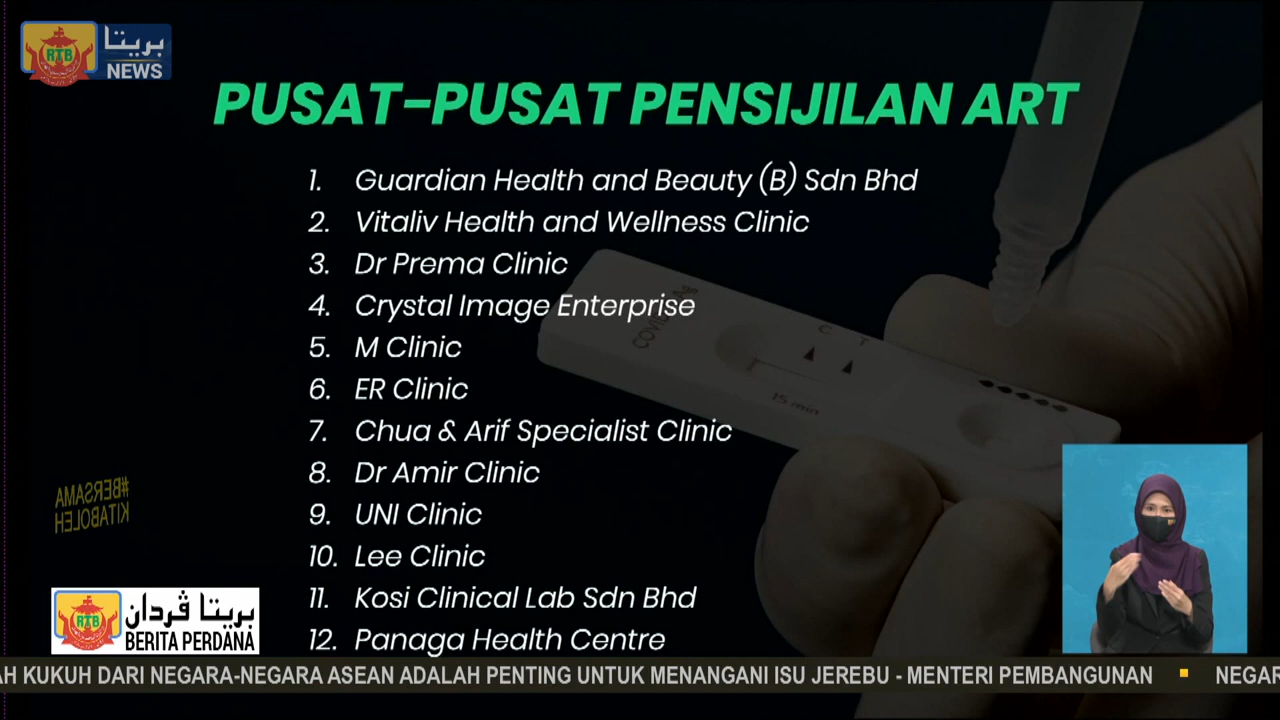 RTB
بريتا
NEWS
PUSAT-PUSAT PENSIJILAN ART
1. Guardian Health and Beauty (B) Sdn Bhd
2. Vitaliv Health and Wellness Clinic
3. Dr Prema Clinic
4. Crystal Image Enterprise
5. M Clinic
6. ER Clinic
7. Chua & Arif Specialist Clinic
8. Dr Amir Clinic
9. UNI Clinic
10. Lee Clinic
11. Kosi Clinical Lab Sdn Bhd
12. Panaga Health Centre
C T
15 min
#BERSAMA
KITABOLEH
RTB
بريتا ڤردان
BERITA PERDANA
AH KUKUH DARI NEGARA-NEGARA ASEAN ADALAH PENTING UNTUK MENANGANI ISU JEREBU - MENTERI PEMBANGUNAN NEGAR